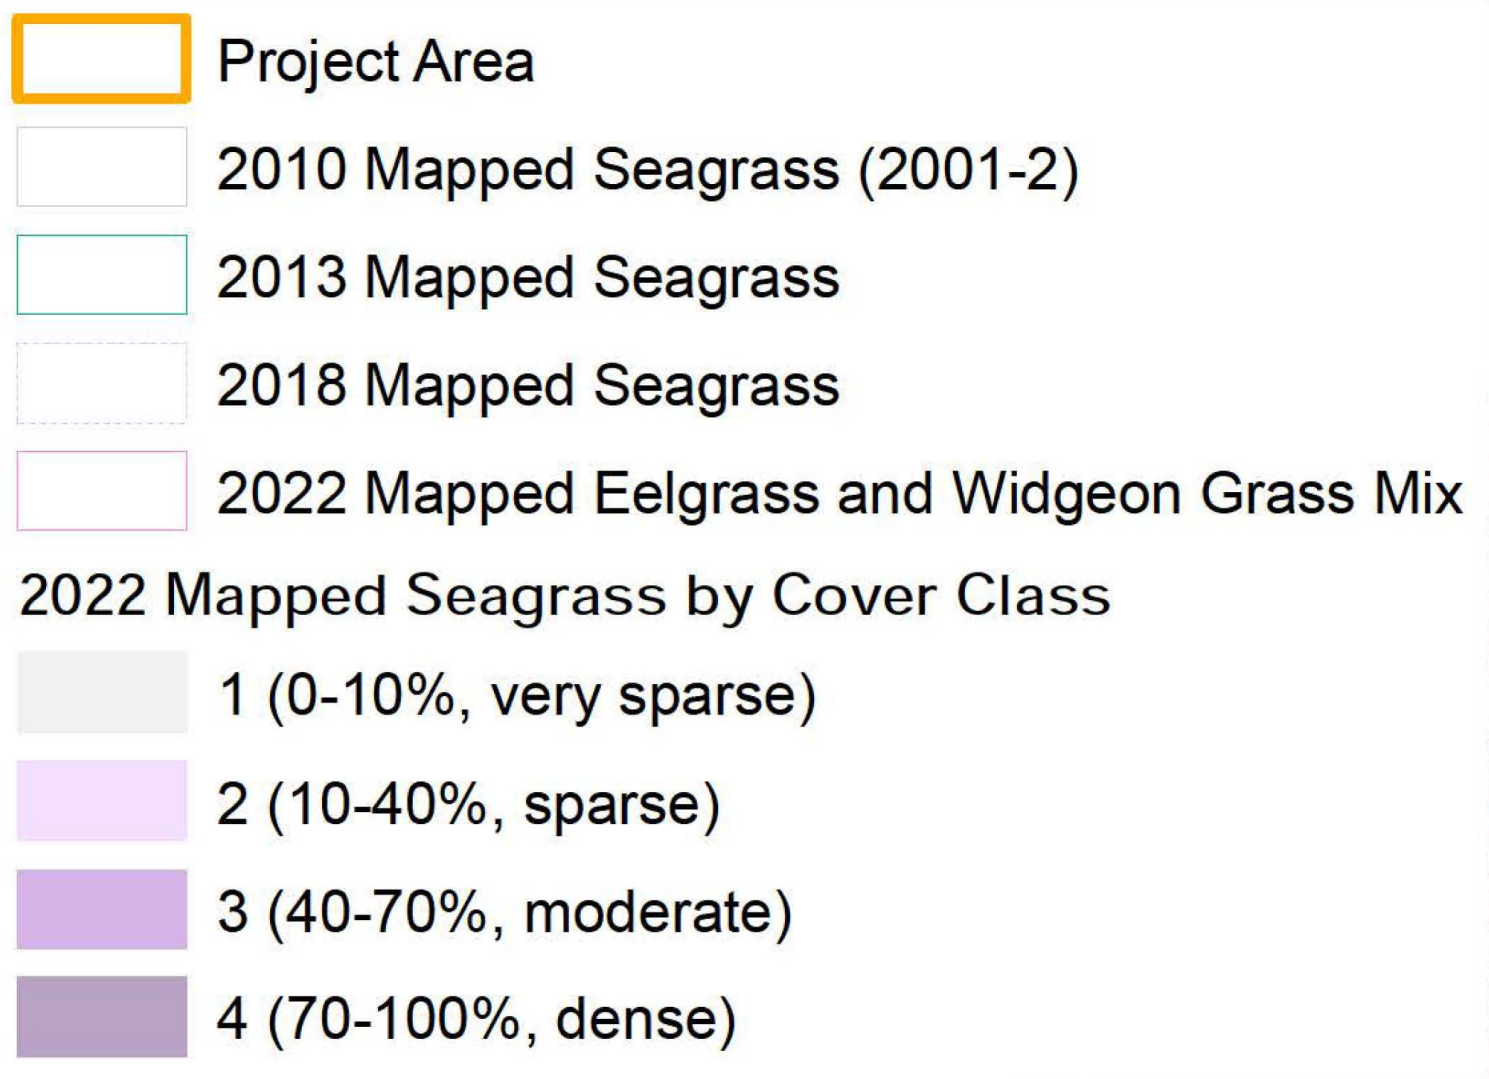 Project Area
2010 Mapped Seagrass (2001-2)
2013 Mapped Seagrass
2018 Mapped Seagrass
2022 Mapped Eelgrass and Widgeon Grass Mix
2022 Mapped Seagrass by Cover Class
1 (0-10%, very sparse)
2 (10-40%, sparse)
3 (40-70%, moderate)
4 (70-100%, dense)